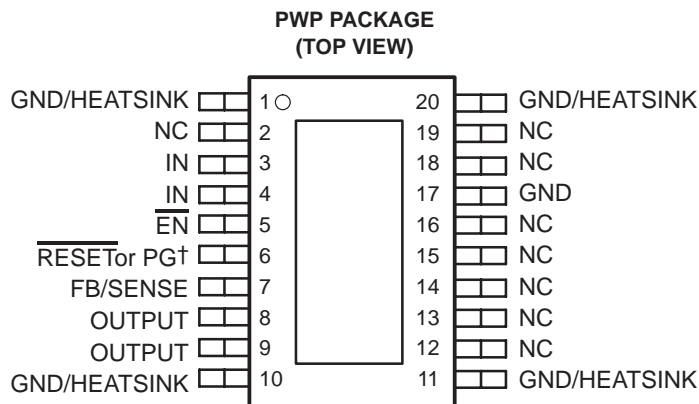 PWP PACKAGE
(TOP VIEW)
GND/HEATSINK 1 20 GND/HEATSINK
NC 2 19 NC
IN 3 18 NC
IN 4 17 GND
EN 5 16 NC
RESETor PG† 6 15 NC
FB/SENSE 7 14 NC
OUTPUT 8 13 NC
OUTPUT 9 12 NC
GND/HEATSINK 10 11 GND/HEATSINK